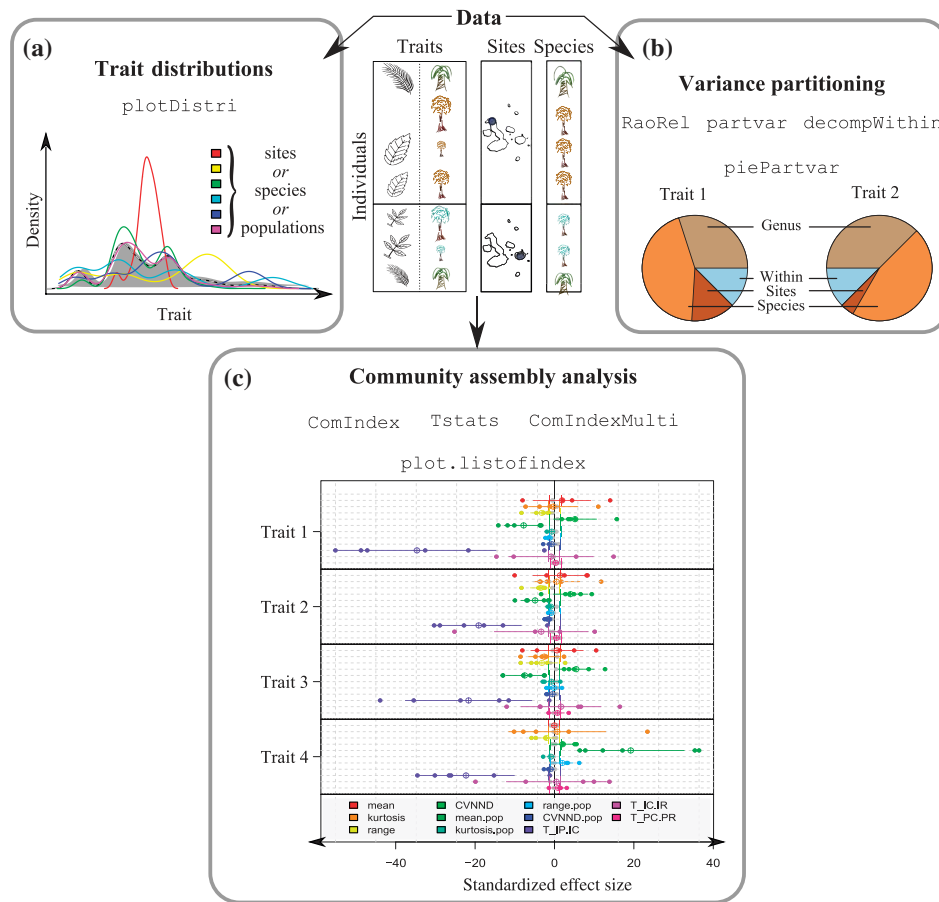 Data
(a)
Trait distributions
plotDistri
sites
or
species
or
populations
Density
Trait
Traits
Sites
Species
Individuals
(b)
Variance partitioning
RaoRel partvar decompWithin
piePartvar
Trait 1
Trait 2
Genus
Within
Sites
Species
(c)
Community assembly analysis
ComIndex Tstats ComIndexMulti
plot.listofindex
Trait 1
Trait 2
Trait 3
Trait 4
mean CVNND range.pop T_IC.IR
kurtosis mean.pop CVNND.pop T_PC.PR
range kurtosis.pop T_IP.IC
−40 −20 0 20 40
Standardized effect size